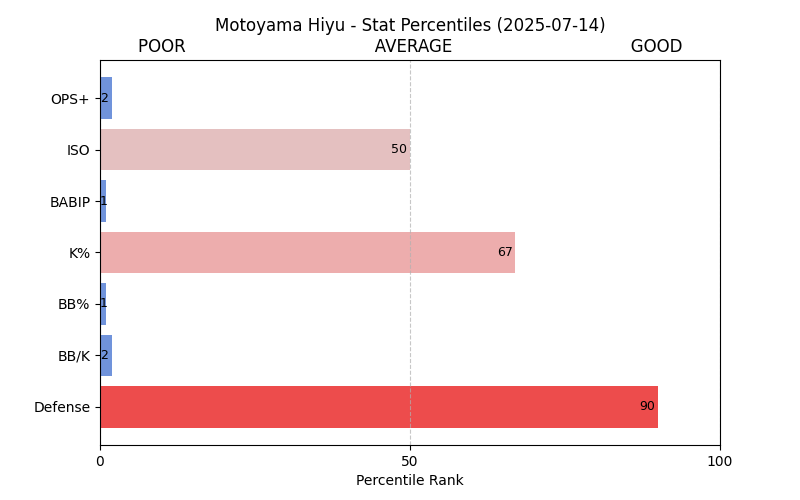 Motoyama Hiyu - Stat Percentiles (2025-07-14)
POOR AVERAGE GOOD
OPS+ 2
ISO 50
BABIP 1
K% 67
BB% 1
BB/K 2
Defense 90
0 50 100
Percentile Rank